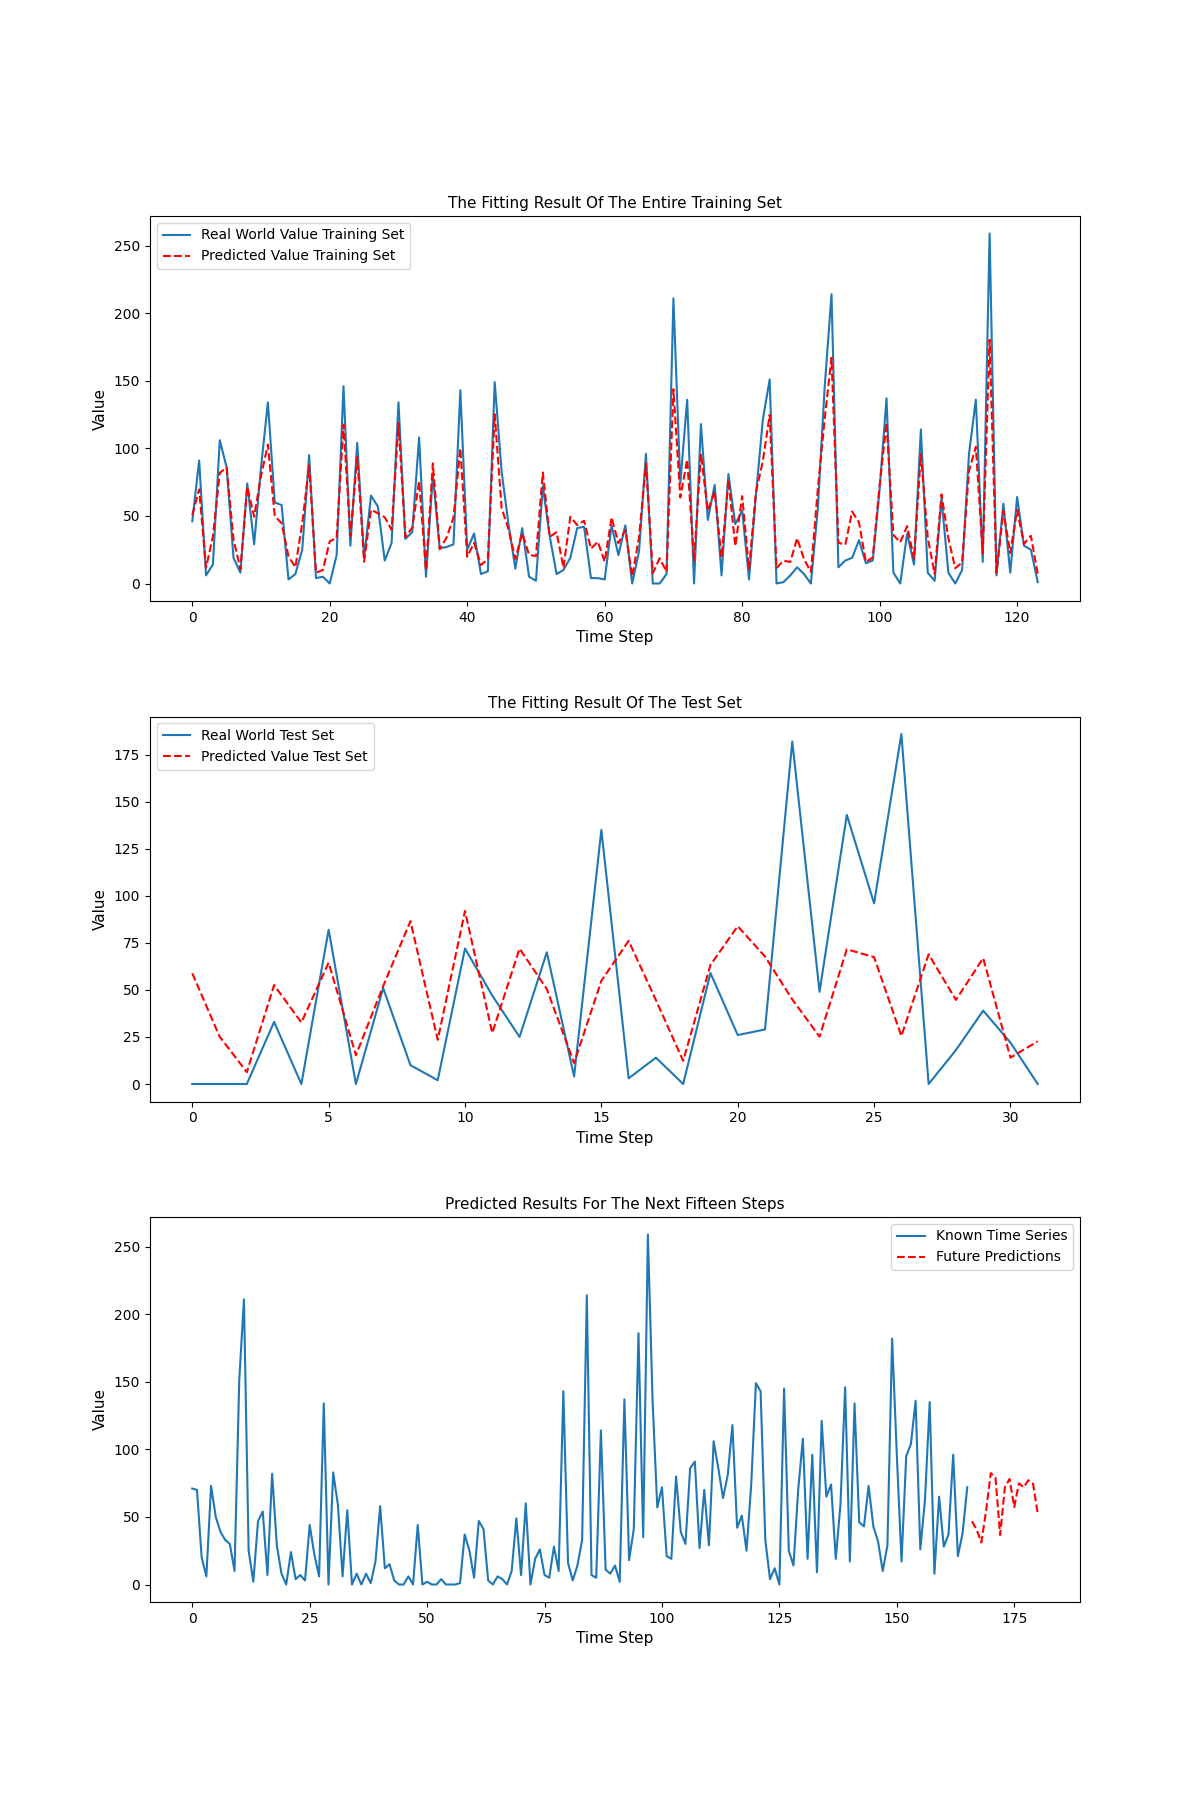 The Fitting Result Of The Entire Training Set
Real World Value Training Set
Predicted Value Training Set
250
200
150
100
50
0
Value
0 20 40 60 80 100 120
Time Step
The Fitting Result Of The Test Set
Real World Test Set
Predicted Value Test Set
175
150
125
100
75
50
25
0
Value
0 5 10 15 20 25 30
Time Step
Predicted Results For The Next Fifteen Steps
Known Time Series
Future Predictions
250
200
150
100
50
0
Value
0 25 50 75 100 125 150 175
Time Step